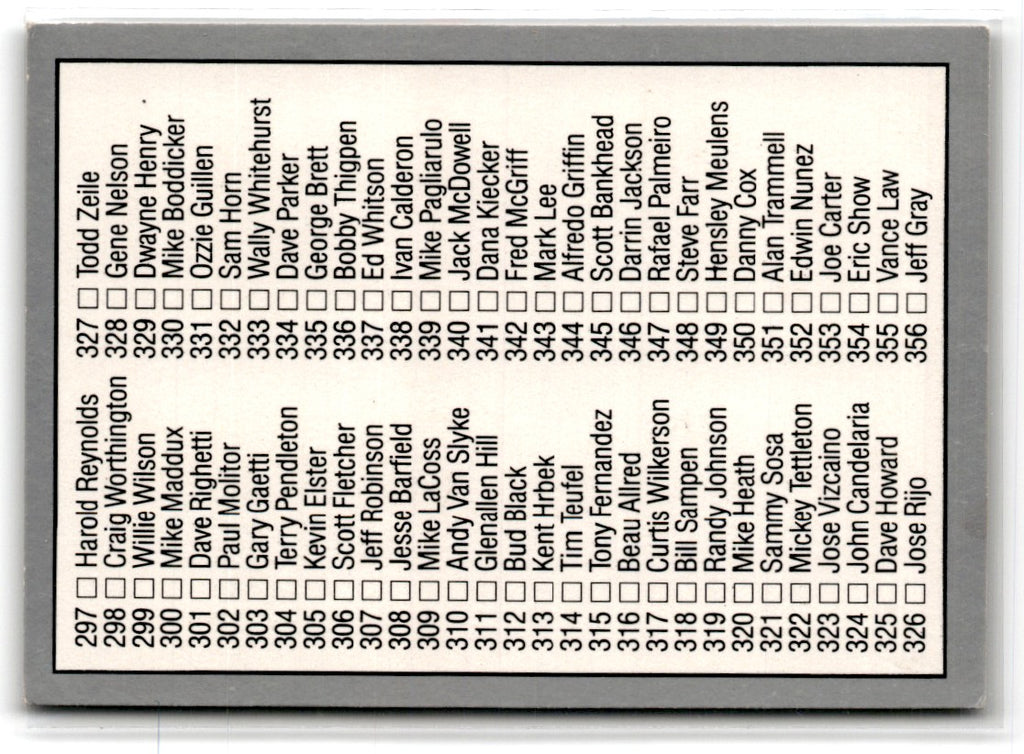 297 Harold Reynolds
298 Craig Worthington
299 Willie Wilson
300 Mike Maddux
301 Dave Righetti
302 Paul Molitor
303 Gary Gaetti
304 Terry Pendleton
305 Kevin Elster
306 Scott Fletcher
307 Jeff Robinson
308 Jesse Barfield
309 Mike LaCoss
310 Andy Van Slyke
311 Glenallen Hill
312 Bud Black
313 Kent Hrbek
314 Tim Teufel
315 Tony Fernandez
316 Beau Allred
317 Curtis Wilkerson
318 Bill Sampen
319 Randy Johnson
320 Mike Heath
321 Sammy Sosa
322 Mickey Tettleton
323 Jose Vizcaino
324 John Candelaria
325 Dave Howard
326 Jose Rijo
327 Todd Zeile
328 Gene Nelson
329 Dwayne Henry
330 Mike Boddicker
331 Ozzie Guillen
332 Sam Horn
333 Wally Whitehurst
334 Dave Parker
335 George Brett
336 Bobby Thigpen
337 Ed Whitson
338 Ivan Calderon
339 Mike Pagliarulo
340 Jack McDowell
341 Dana Kiecker
342 Fred McGriff
343 Mark Lee
344 Alfredo Griffin
345 Scott Bankhead
346 Darrin Jackson
347 Rafael Palmeiro
348 Steve Farr
349 Hensley Meulens
350 Danny Cox
351 Alan Trammell
352 Edwin Nunez
353 Joe Carter
354 Eric Show
355 Vance Law
356 Jeff Gray